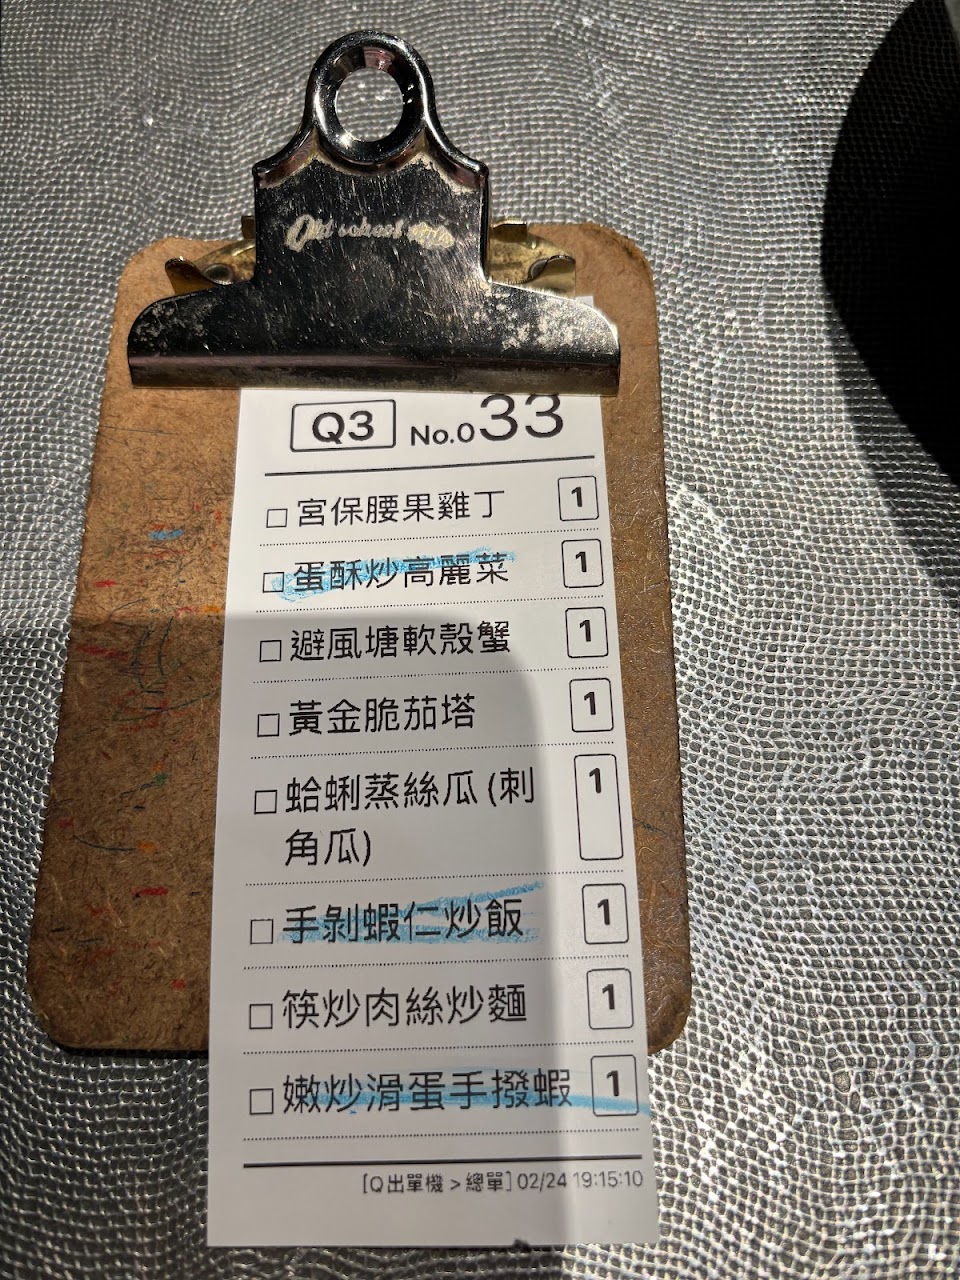 Old school style
Q3 No.033
宮保腰果雞丁 1
蛋酥炒高麗菜 1
避風塘軟殼蟹 1
黃金脆茄塔 1
蛤蜊蒸絲瓜(刺 1
角瓜)
手剝蝦仁炒飯 1
筷炒肉絲炒麵 1
嫩炒滑蛋手撥蝦 1
[Q出單機 > 總單] 02/24 19:15:10